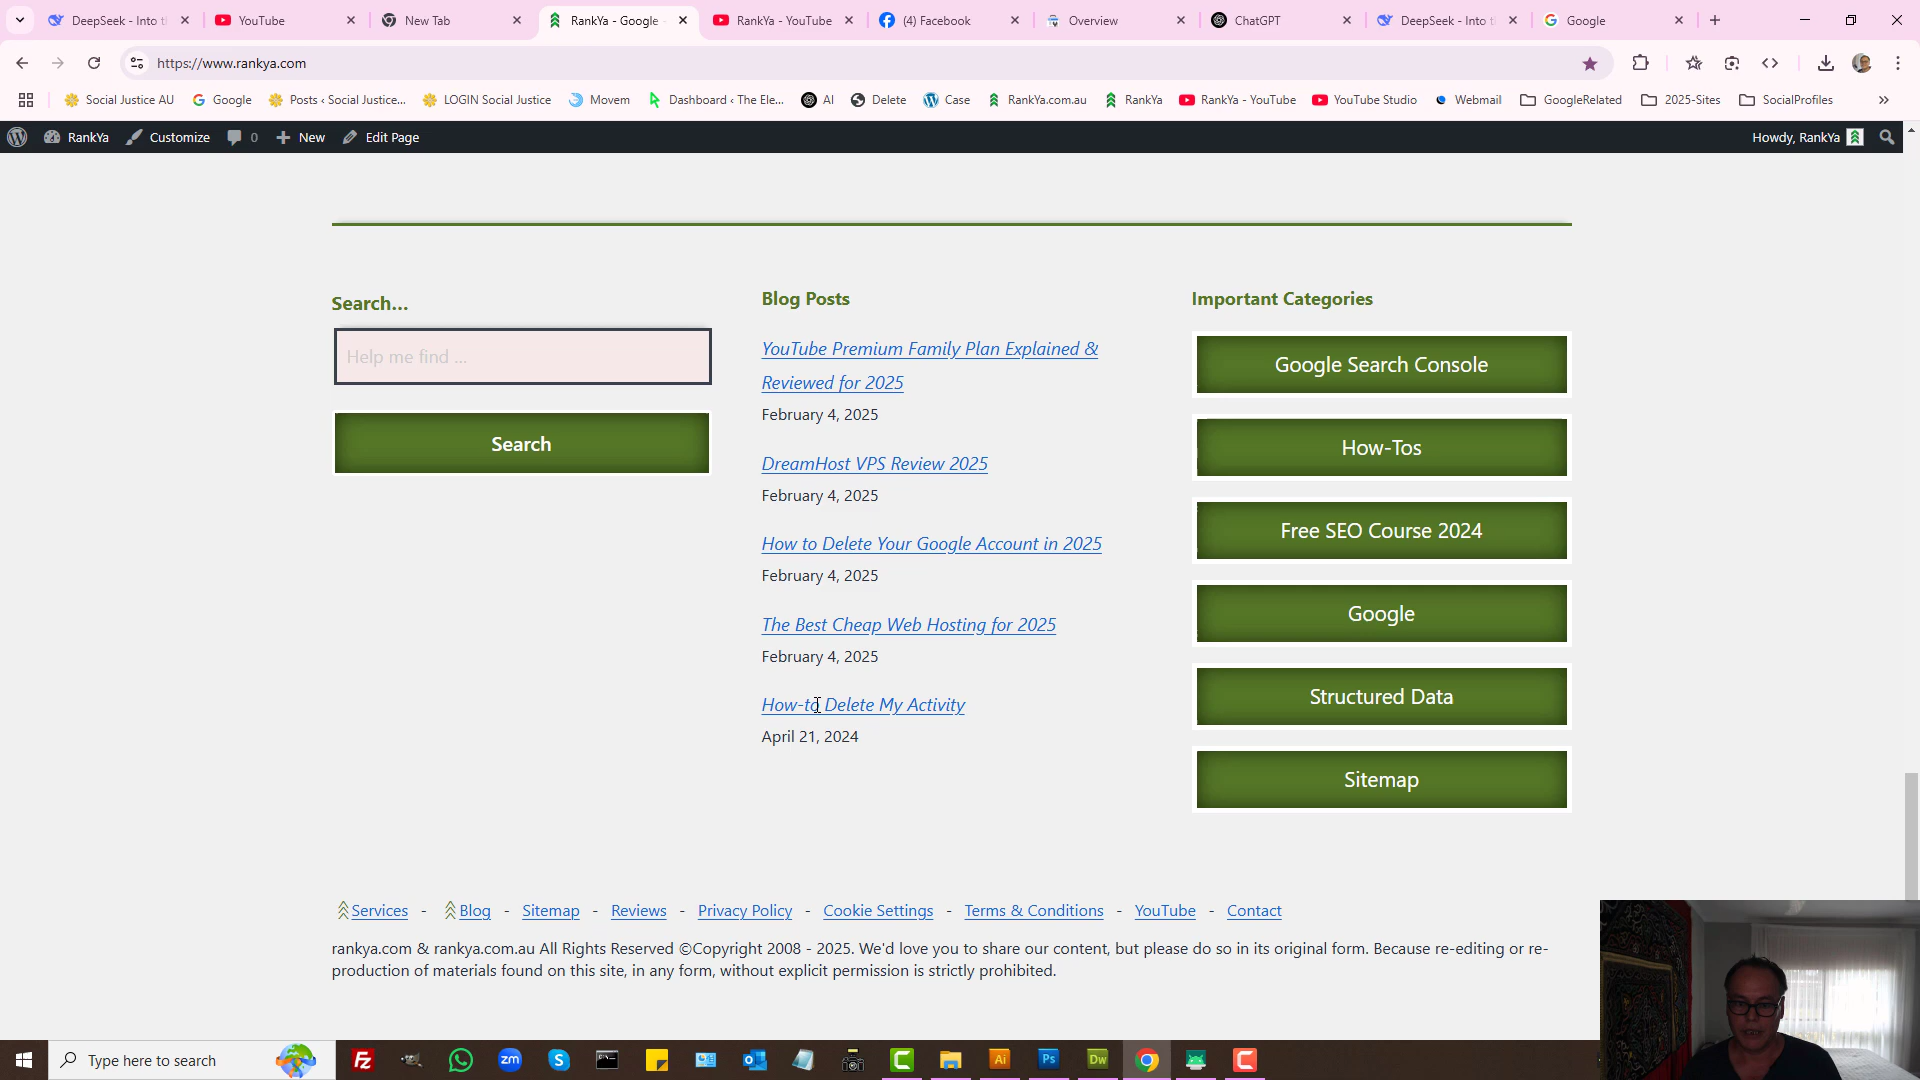 DeepSeek - Into t
YouTube
New Tab
RankYa - Google
RankYa - YouTube
(4) Facebook
Overview
ChatGPT
DeepSeek - Into t
Google
https://www.rankya.com
Social Justice AU
Google
Posts ‹ Social Justice...
LOGIN Social Justice
Movem
Dashboard ‹ The Ele...
AI
Delete
Case
RankYa.com.au
RankYa
RankYa - YouTube
YouTube Studio
Webmail
GoogleRelated
2025-Sites
SocialProfiles
»
RankYa
Customize
0
New
Edit Page
Howdy, RankYa
Search...
Help me find ...
Search
Blog Posts
YouTube Premium Family Plan Explained &
Reviewed for 2025
February 4, 2025
DreamHost VPS Review 2025
February 4, 2025
How to Delete Your Google Account in 2025
February 4, 2025
The Best Cheap Web Hosting for 2025
February 4, 2025
How-to Delete My Activity
April 21, 2024
Important Categories
Google Search Console
How-Tos
Free SEO Course 2024
Google
Structured Data
Sitemap
Services - Blog - Sitemap - Reviews - Privacy Policy - Cookie Settings - Terms & Conditions - YouTube - Contact
rankya.com & rankya.com.au All Rights Reserved ©Copyright 2008 - 2025. We'd love you to share our content, but please do so in its original form. Because re-editing or re-
production of materials found on this site, in any form, without explicit permission is strictly prohibited.
Type here to search
Fz
zm
S
Ai
Ps
Dw
C